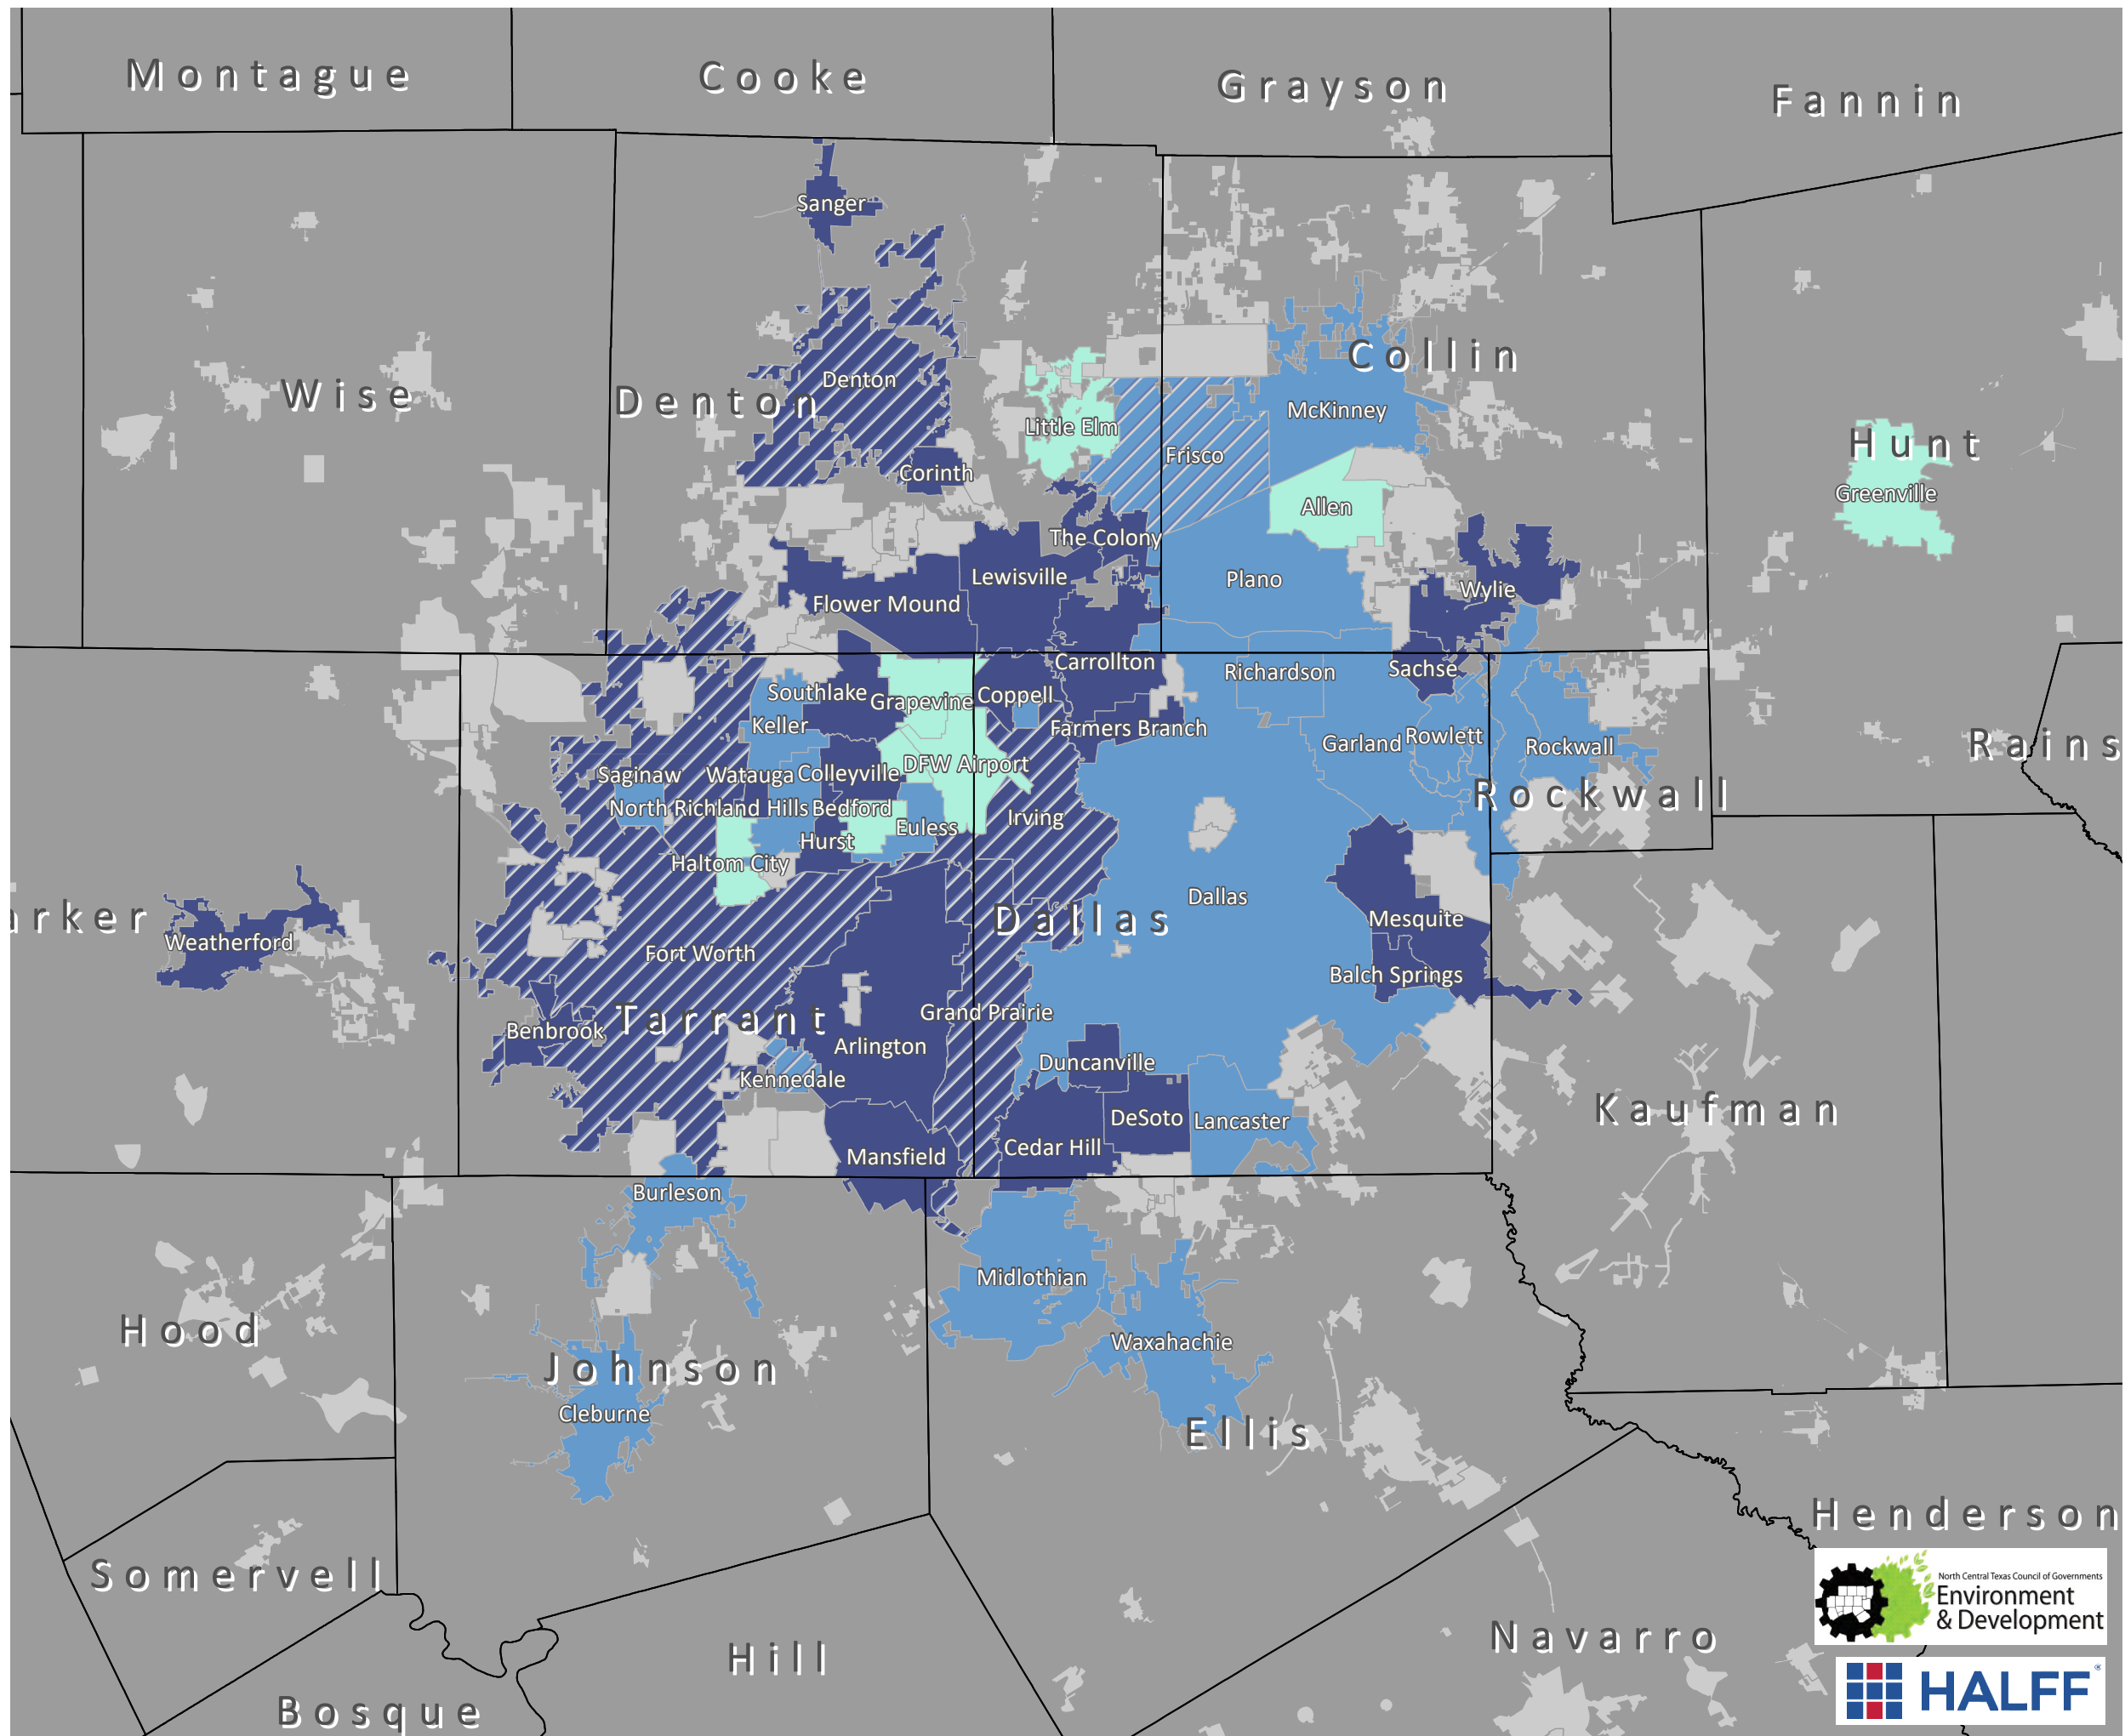 Montague
Cooke
Grayson
Fannin
Sanger
Wise
Denton
Denton
Collin
McKinney
Little Elm
Frisco
Hunt
Greenville
Corinth
Allen
The Colony
Lewisville
Plano
Wylie
Flower Mound
Carrollton
Richardson
Sachse
Southlake
Grapevine
Coppell
Keller
Farmers Branch
Garland
Rowlett
Rockwall
Rains
DFW Airport
Saginaw
Watauga
Colleyville
Rockwall
North Richland Hills
Bedford
Irving
Euless
Hurst
Haltom City
Dallas
arker
Dallas
Mesquite
Weatherford
Fort Worth
Balch Springs
Grand Prairie
Tarrant
Benbrook
Arlington
Duncanville
Kennedale
Kaufman
DeSoto
Lancaster
Cedar Hill
Mansfield
Burleson
Midlothian
Hood
Waxahachie
Johnson
Cleburne
Ellis
Henderson
Somervell
North Central Texas Council of Governments
Environment
& Development
Navarro
Hill
HALFF®
Bosque